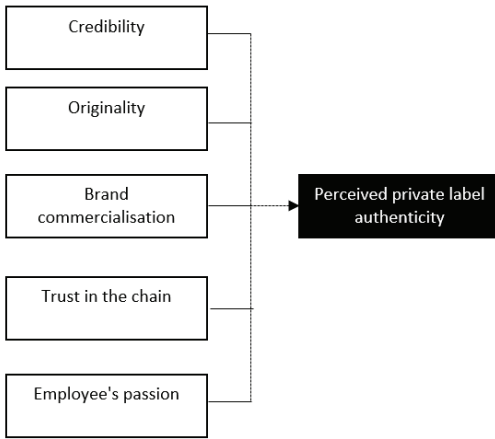 Credibility
Originality
Brand
commercialisation
Perceived private label
authenticity
Trust in the chain
Employee's passion